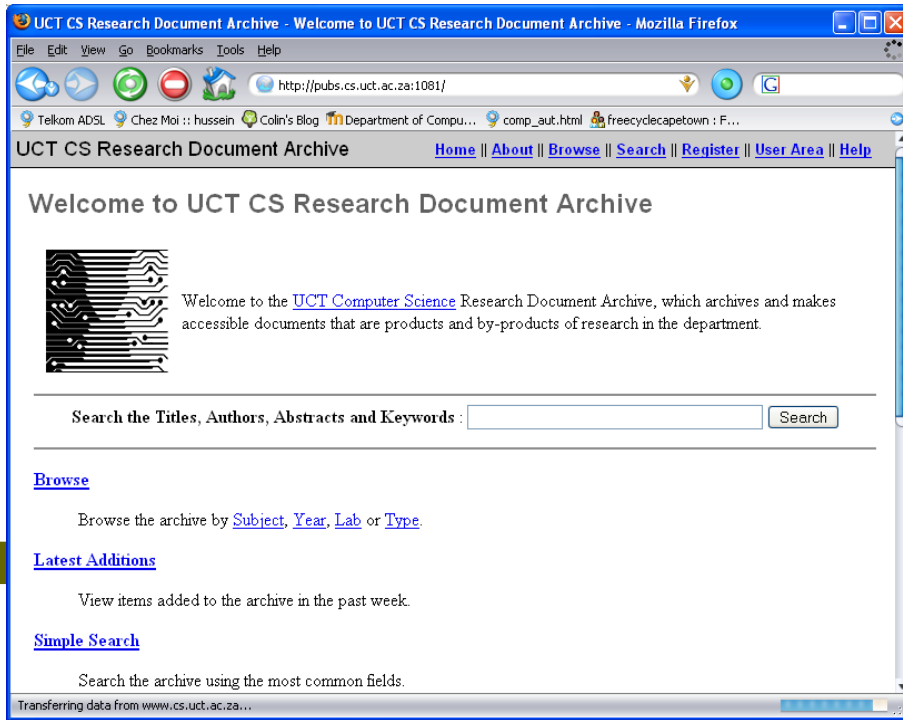 UCT CS Research Document Archive - Welcome to UCT CS Research Document Archive - Mozilla Firefox
File Edit View Go Bookmarks Tools Help
http://pubs.cs.uct.ac.za:1081/ G
Telkom ADSL Chez Moi :: hussein Colin's Blog Department of Compu... comp_aut.html freecyclecapetown : F...
UCT CS Research Document Archive Home || About || Browse || Search || Register || User Area || Help
Welcome to UCT CS Research Document Archive
Welcome to the UCT Computer Science Research Document Archive, which archives and makes
accessible documents that are products and by-products of research in the department.
Search the Titles, Authors, Abstracts and Keywords : Search
Browse
Browse the archive by Subject, Year, Lab or Type.
Latest Additions
View items added to the archive in the past week.
Simple Search
Search the archive using the most common fields.
Transferring data from www.cs.uct.ac.za...